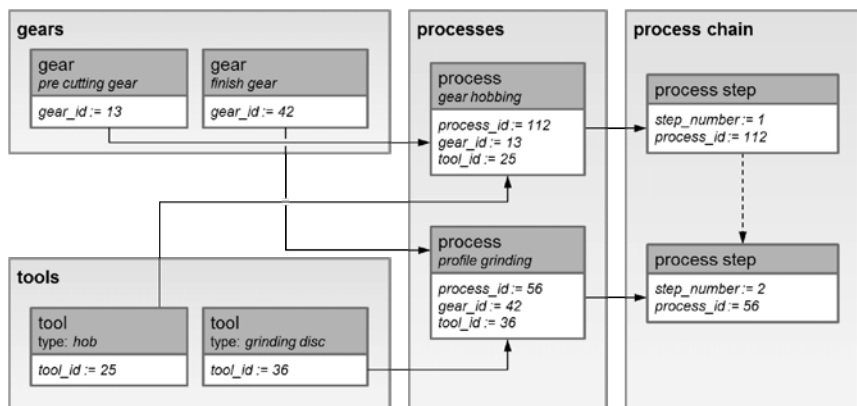 gears
gear
pre cutting gear
gear_id := 13
gear
finish gear
gear_id := 42
tools
tool
type: hob
tool_id := 25
tool
type: grinding disc
tool_id := 36
processes
process
gear hobbing
process_id := 112
gear_id := 13
tool_id := 25
process
profile grinding
process_id := 56
gear_id := 42
tool_id := 36
process chain
process step
step_number := 1
process_id := 112
process step
step_number := 2
process_id := 56